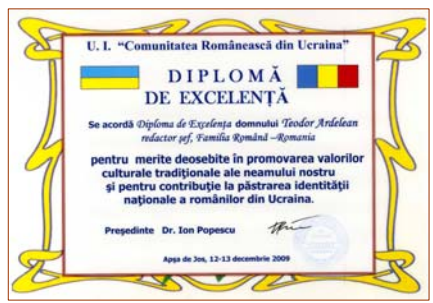 U. I. “Comunitatea Românească din Ucraina”
DIPLOMĂ
DE EXCELENȚĂ
Se acordă Diploma de Excelența domnului Teodor Ardelean
redactor șef, Familia Română –Romania
pentru merite deosebite în promovarea valorilor
culturale tradiționale ale neamului nostru
și pentru contribuție la păstrarea identității
naționale a românilor din Ucraina.
Președinte Dr. Ion Popescu
Apșa de Jos, 12-13 decembrie 2009